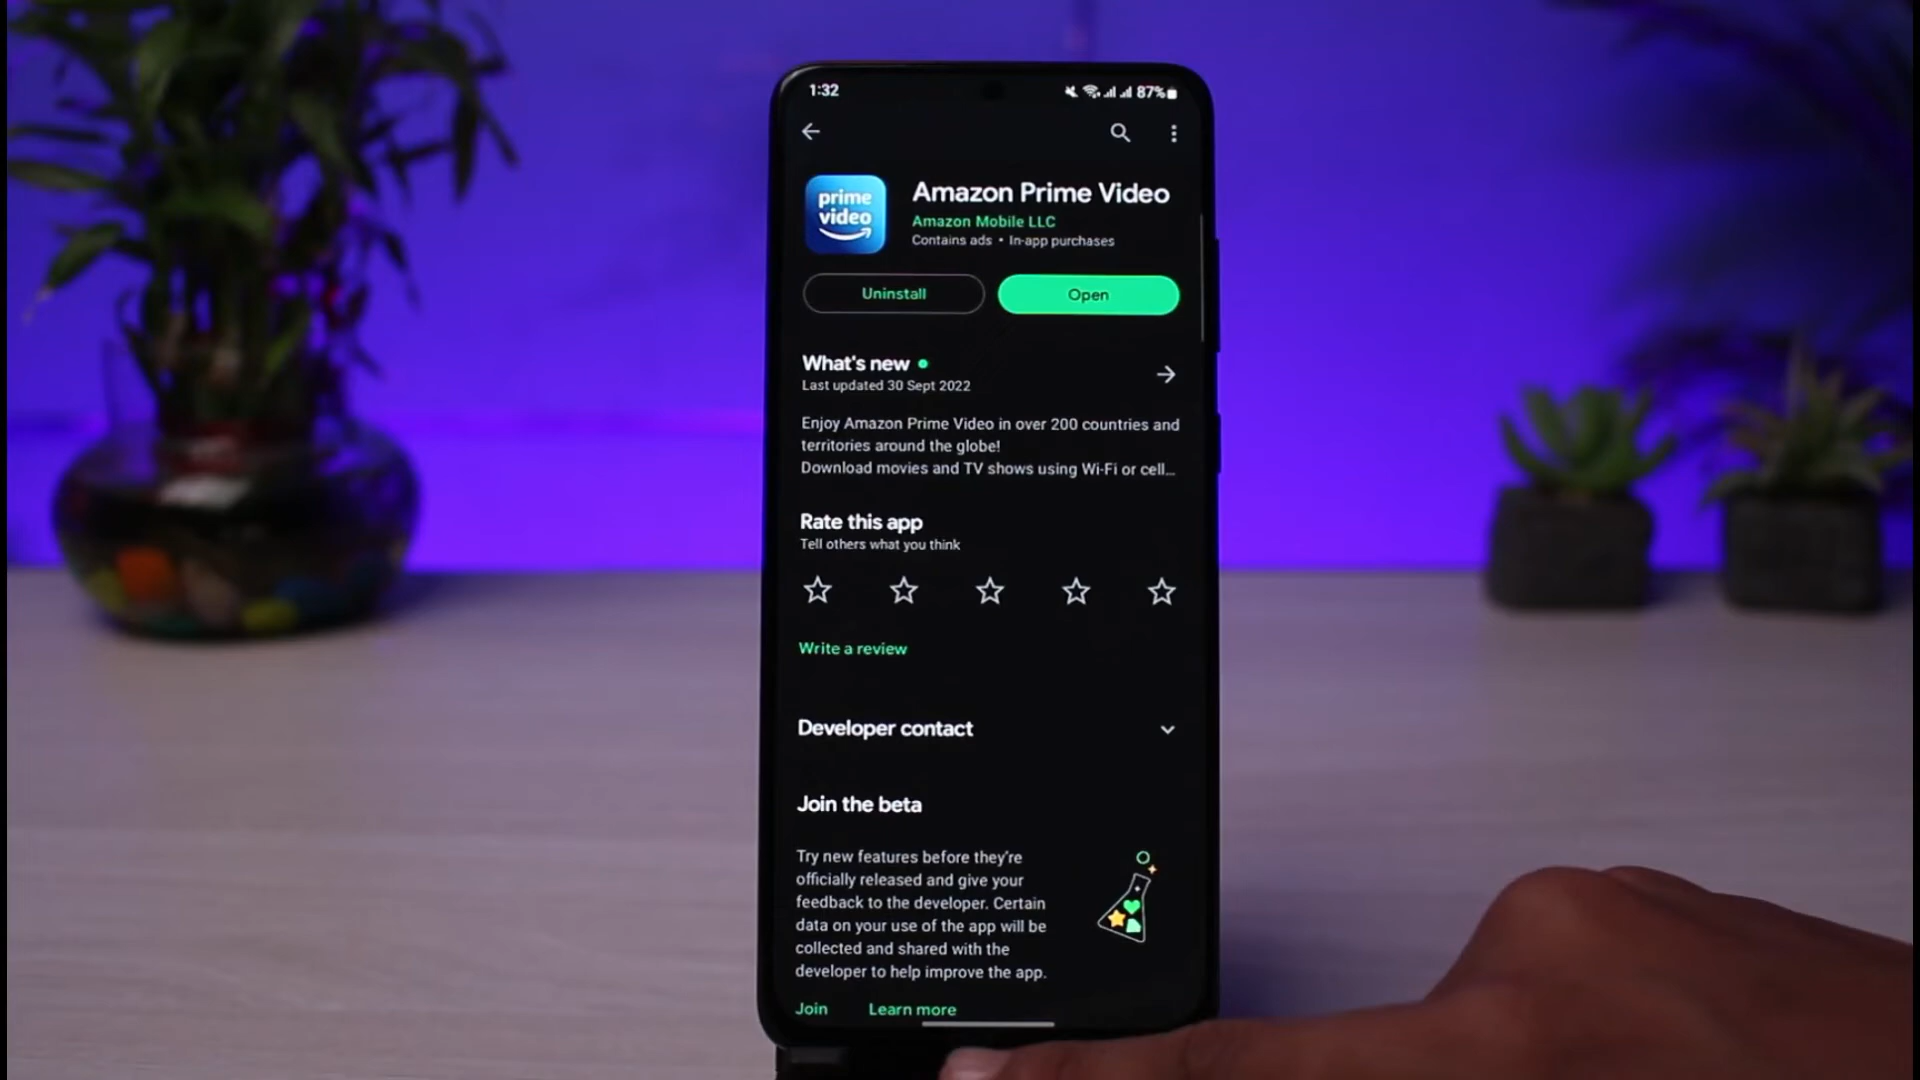 1:32
87%
prime video
Amazon Prime Video
Amazon Mobile LLC
Contains ads • In-app purchases
Uninstall
Open
What's new
Last updated 30 Sept 2022
Enjoy Amazon Prime Video in over 200 countries and
territories around the globe!
Download movies and TV shows using Wi-Fi or cell...
Rate this app
Tell others what you think
Write a review
Developer contact
Join the beta
Try new features before they're
officially released and give your
feedback to the developer. Certain
data on your use of the app will be
collected and shared with the
developer to help improve the app.
Join
Learn more